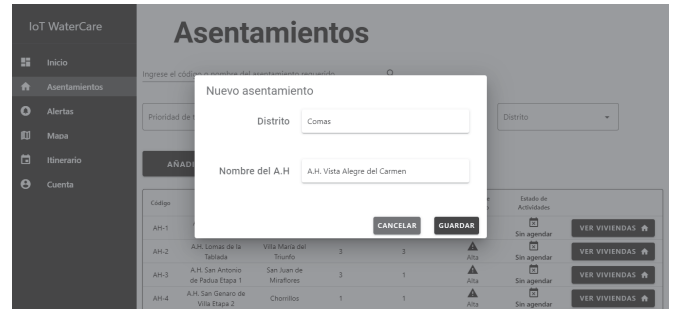 IoT WaterCare
Inicio
Asentamientos
Alertas
Mapa
Itinerario
Cuenta
Asentamientos
Ingrese el código o nombre del asentamiento requerido
Prioridad de
Distrito
AÑADI
Nuevo asentamiento
Distrito
Comas
Nombre del A.H
A.H. Vista Alegre del Carmen
CANCELAR
GUARDAR
Código
Estado de
Actividades
AH-1
Sin agendar
VER VIVIENDAS
AH-2
A.H. Lomas de la
Tablada
Villa María del
Triunfo
3
3
Alta
Sin agendar
VER VIVIENDAS
AH-3
A.H. San Antonio
de Padua Etapa 1
San Juan de
Miraflores
3
1
Alta
Sin agendar
VER VIVIENDAS
AH-4
A.H. San Genaro de
Villa Etapa 2
Chorrillos
1
1
Alta
Sin agendar
VER VIVIENDAS